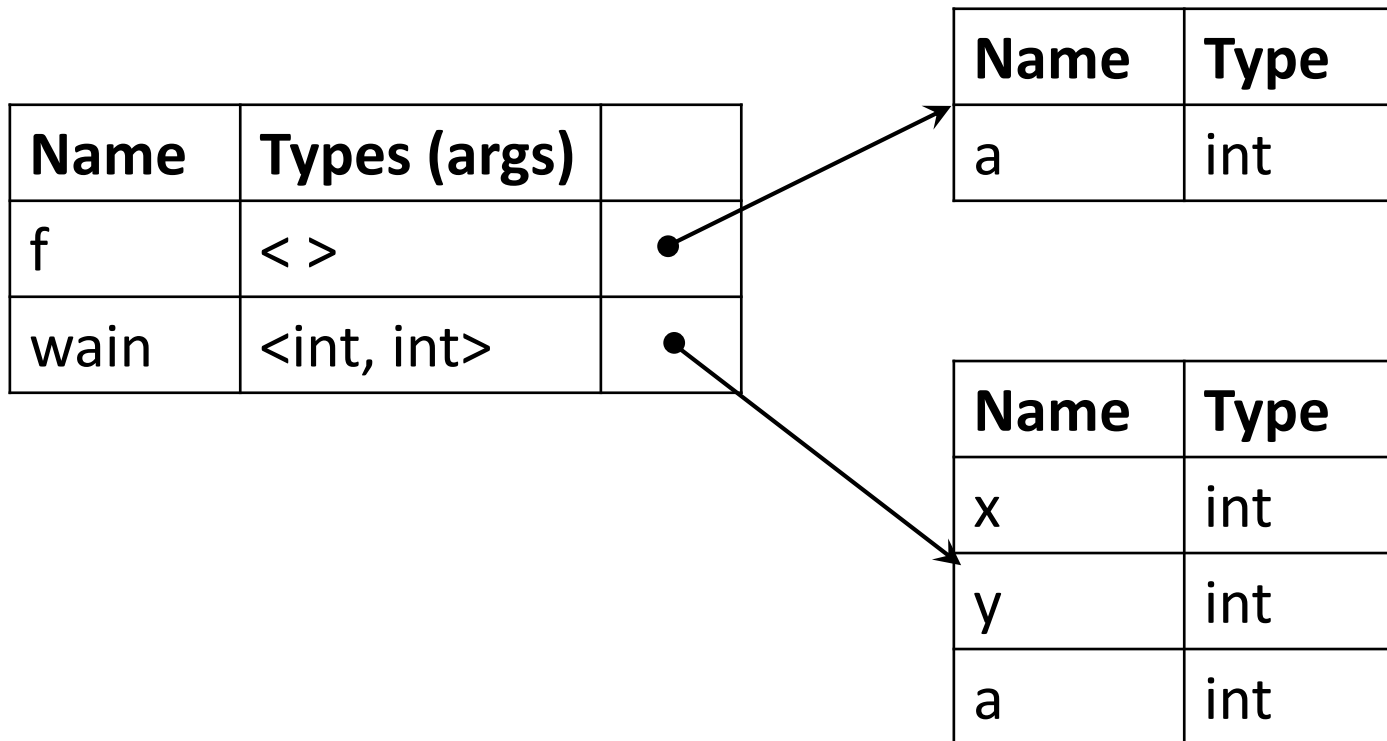 Name Types (args)
f < >
wain <int, int>
Name Type
a int
Name Type
x int
y int
a int